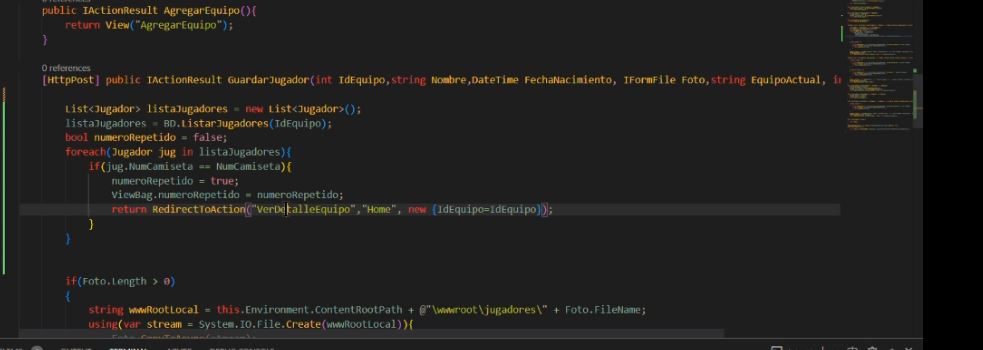 public IActionResult AgregarEquipo(){
return View("AgregarEquipo");
}
0 references
[HttpPost] public IActionResult GuardarJugador(int IdEquipo,string Nombre,DateTime FechaNacimiento, IFormFile Foto,string EquipoActual, in
List<Jugador> listaJugadores = new List<Jugador>();
listaJugadores = BD.ListarJugadores(IdEquipo);
bool numeroRepetido = false;
foreach(Jugador jug in listaJugadores){
if(jug.NumCamiseta == NumCamiseta){
numeroRepetido = true;
ViewBag.numeroRepetido = numeroRepetido;
return RedirectToAction("VerDetalleEquipo","Home", new {IdEquipo=IdEquipo});
}
}
if(Foto.Length > 0)
{
string wwwRootLocal = this.Environment.ContentRootPath + @"\wwwroot\jugadores\" + Foto.FileName;
using(var stream = System.IO.File.Create(wwwRootLocal)){